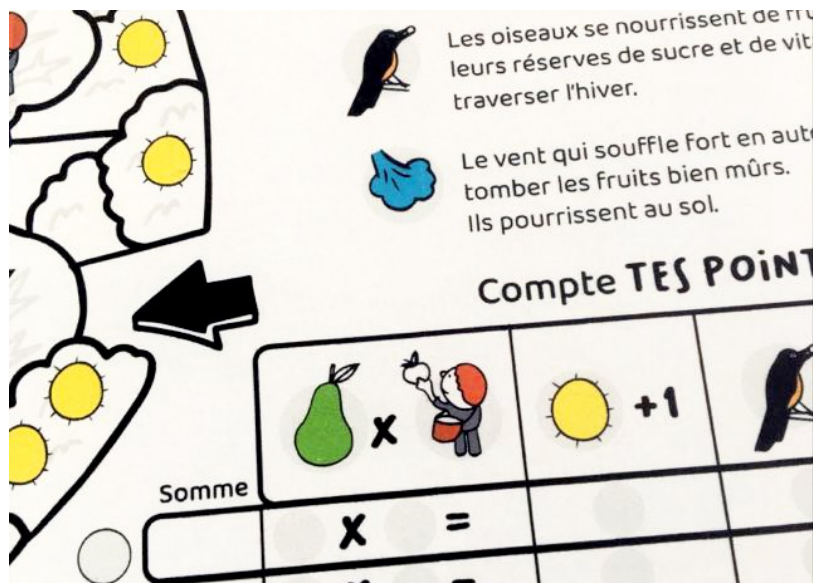 Les oiseaux se nourrissent de
leurs réserves de sucre et de
traverser l'hiver.
Le vent qui souffle fort en
tomber les fruits bien mûrs.
Ils pourrissent au sol.
Compte TES POiNT
x
+1
Somme
x =